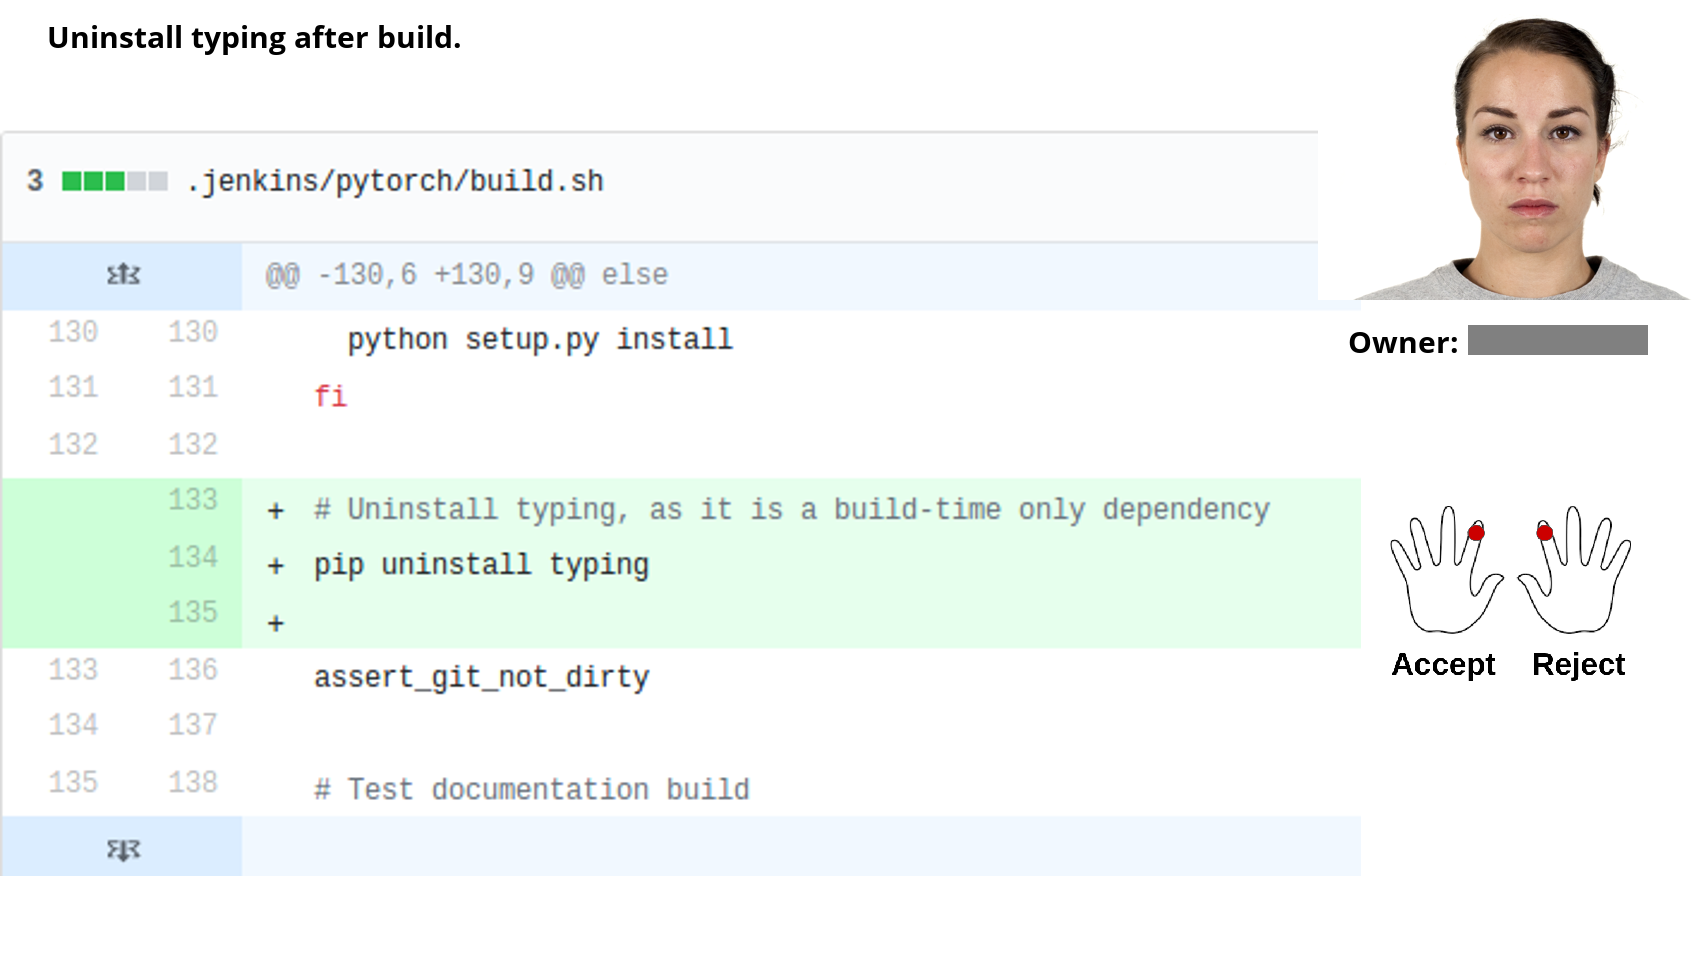 Uninstall typing after build.
3 .jenkins/pytorch/build.sh
@@ -130,6 +130,9 @@ else
130 130 python setup.py install
131 131 fi
132 132
133 + # Uninstall typing, as it is a build-time only dependency
134 + pip uninstall typing
135 +
133 136 assert_git_not_dirty
134 137
135 138 # Test documentation build
Owner:
Accept Reject